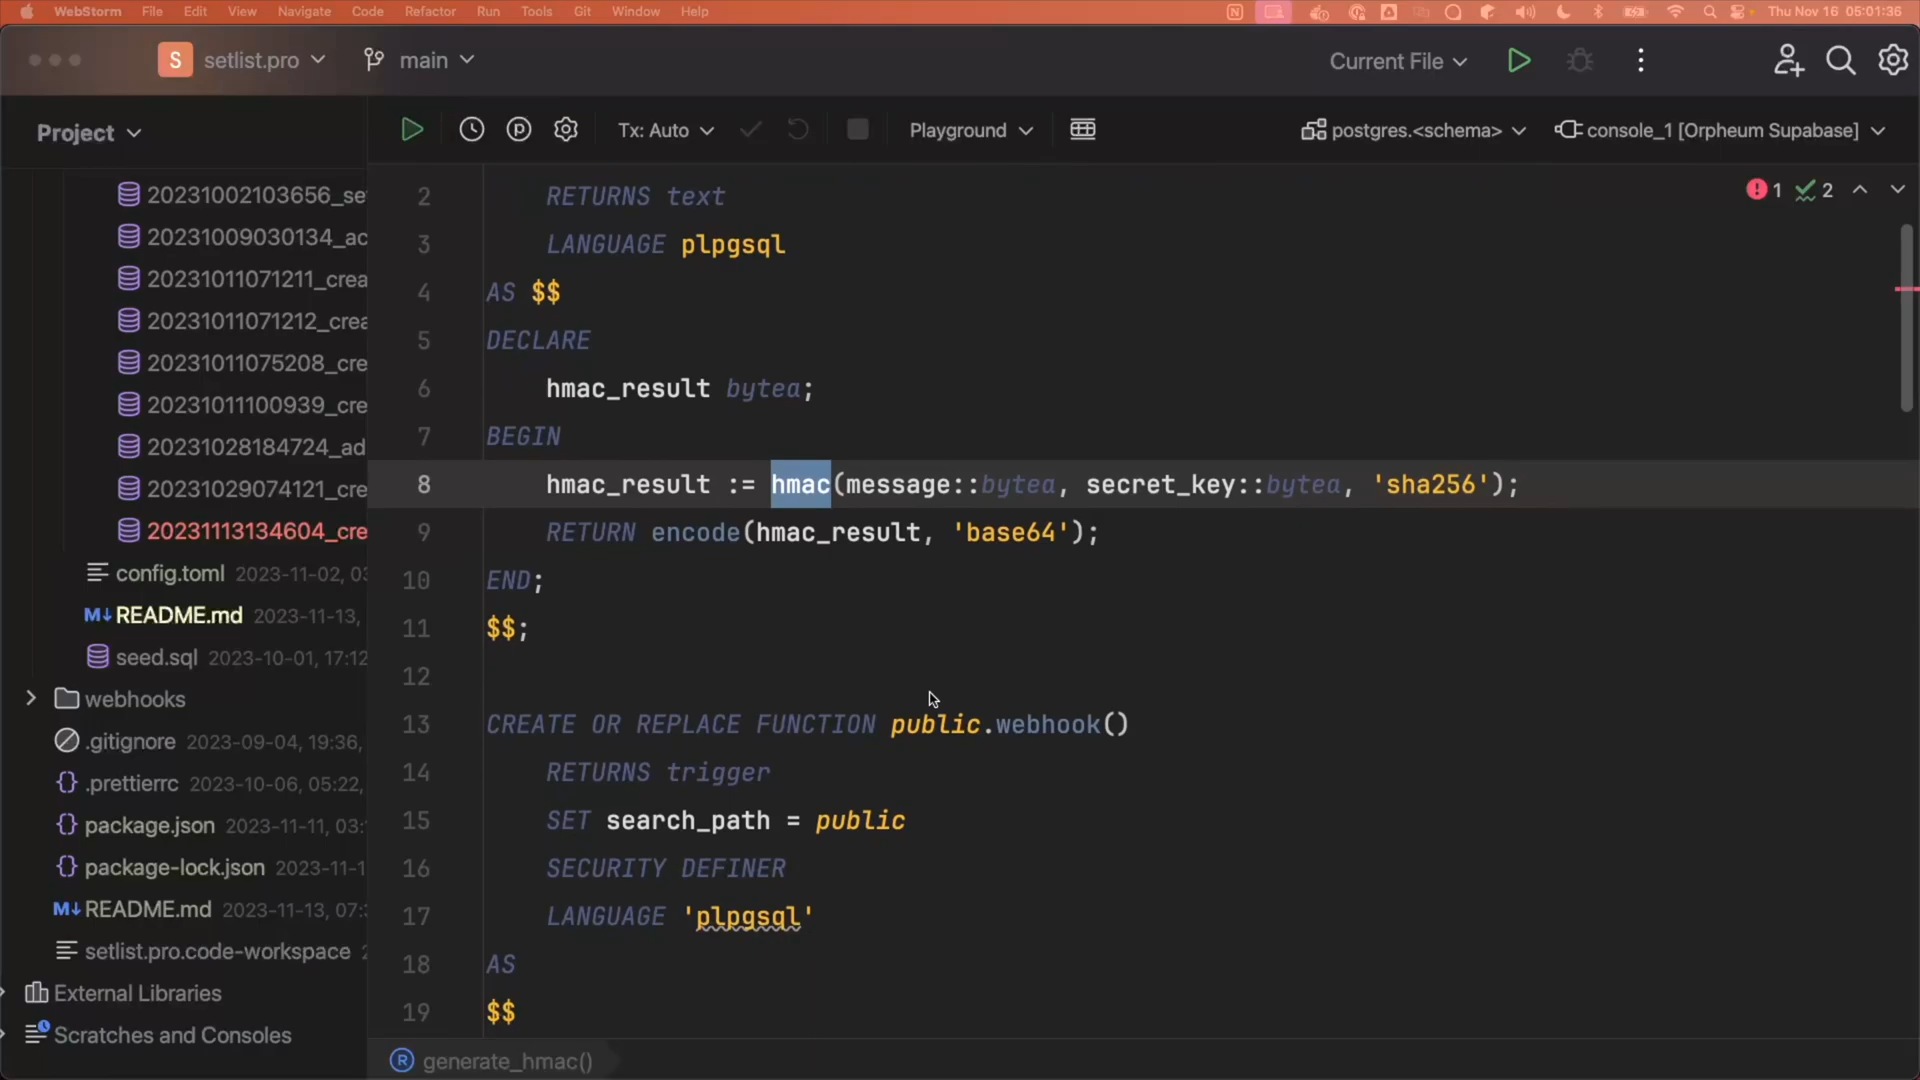 WebStorm File Edit View Navigate Code Refactor Run Tools Git Window Help Thu Nov 16 05:01:36
S setlist.pro main Current File
Project
Tx: Auto Playground postgres.<schema> console_1 [Orpheum Supabase]
1 2
20231002103656_se
20231009030134_ac
20231011071211_crea
20231011071212_crea
20231011075208_cre
20231011100939_cre
20231028184724_ad
20231029074121_cre
20231113134604_cre
config.toml 2023-11-02, 03
README.md 2023-11-13,
seed.sql 2023-10-01, 17:12
webhooks
.gitignore 2023-09-04, 19:36,
.prettierrc 2023-10-06, 05:22,
package.json 2023-11-11, 03:
package-lock.json 2023-11-1
README.md 2023-11-13, 07:
setlist.pro.code-workspace
External Libraries
Scratches and Consoles
2 RETURNS text
3 LANGUAGE plpgsql
4 AS $$
5 DECLARE
6 hmac_result bytea;
7 BEGIN
8 hmac_result := hmac(message::bytea, secret_key::bytea, 'sha256');
9 RETURN encode(hmac_result, 'base64');
10 END;
11 $$;
12
13 CREATE OR REPLACE FUNCTION public.webhook()
14 RETURNS trigger
15 SET search_path = public
16 SECURITY DEFINER
17 LANGUAGE 'plpgsql'
18 AS
19 $$
R generate_hmac()